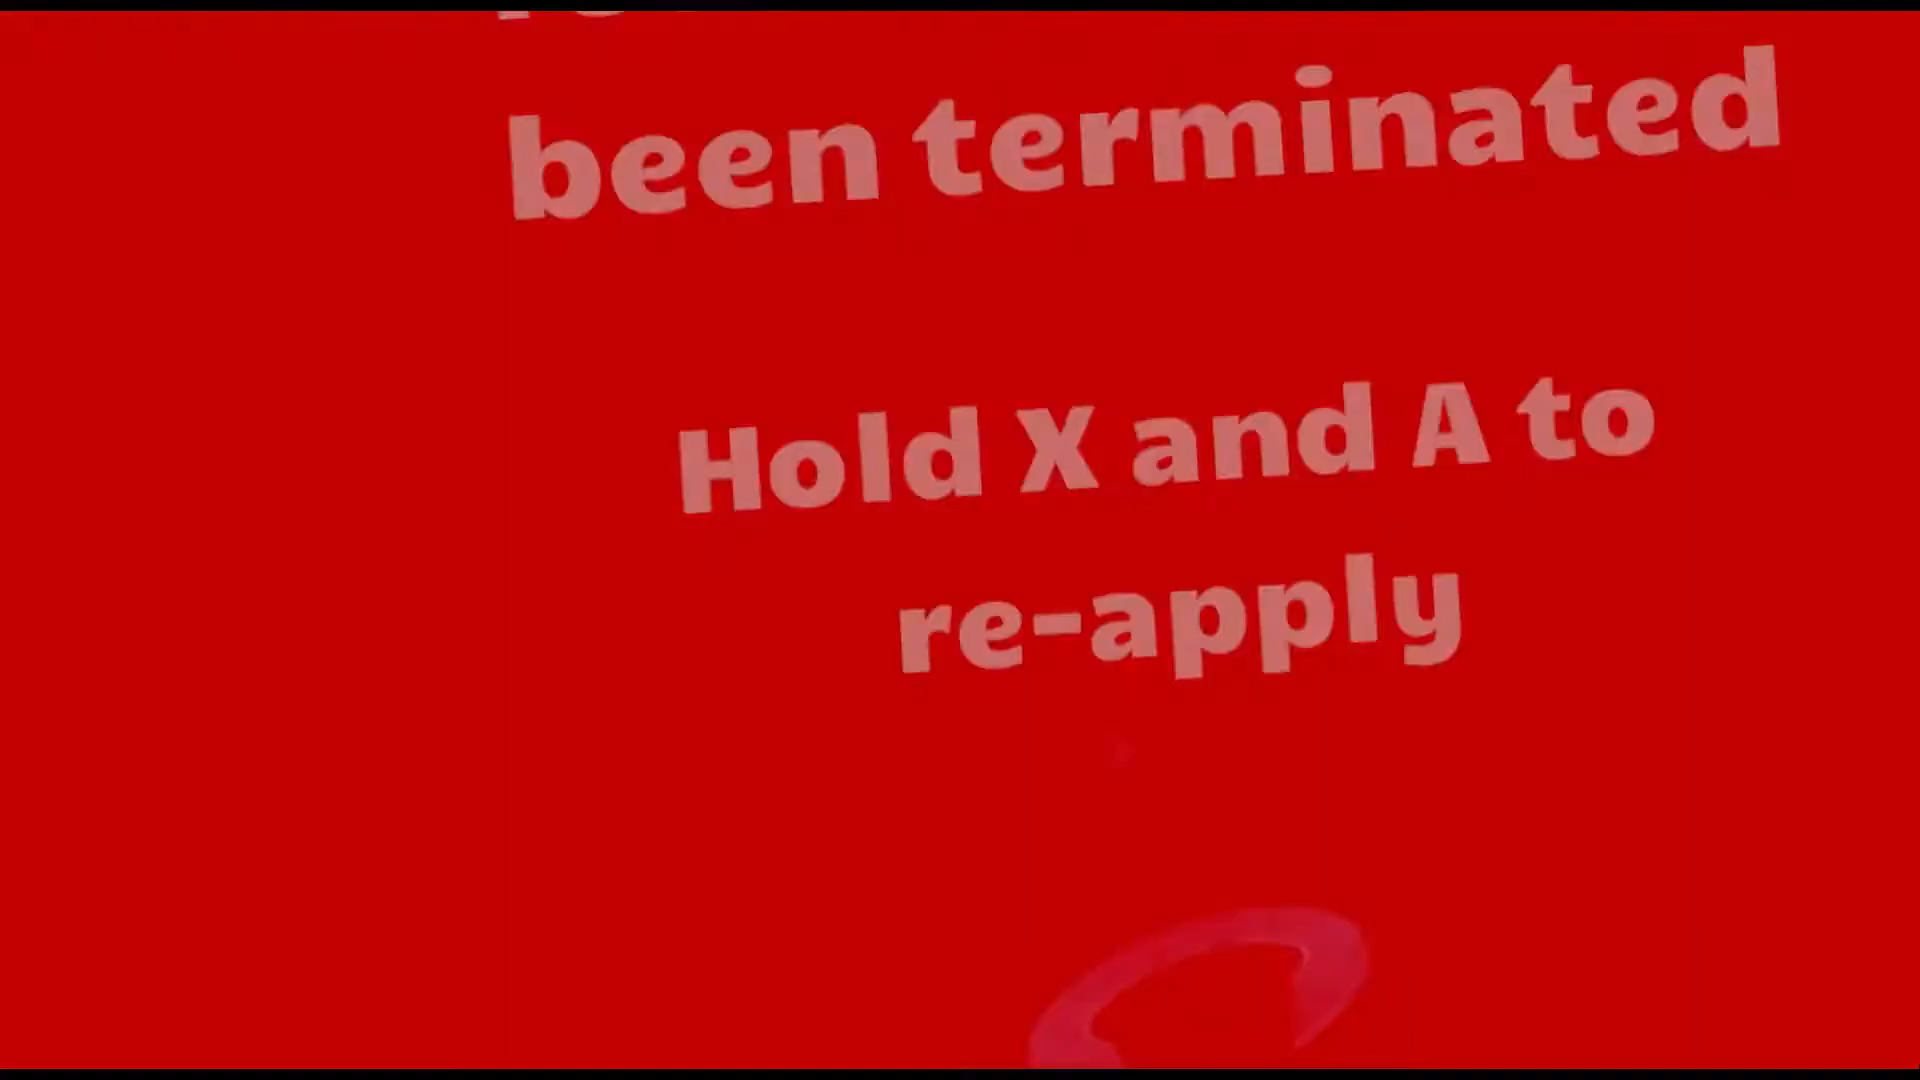 been terminated
Hold X and A to
re-apply